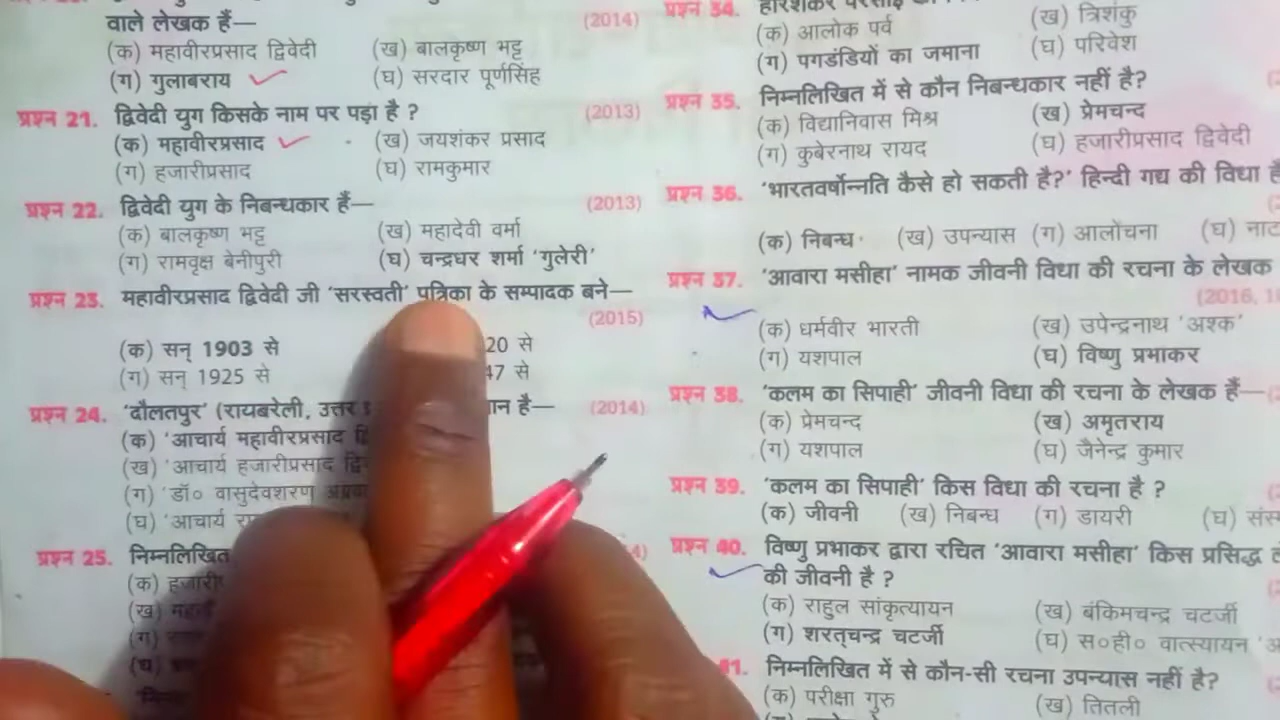 वाले लेखक हैं— (2014)
(क) महावीरप्रसाद द्विवेदी (ख) बालकृष्ण भट्ट
(ग) गुलाबराय (घ) सरदार पूर्णसिंह
प्रश्न 21. द्विवेदी युग किसके नाम पर पड़ा है ? (2013)
(क) महावीरप्रसाद (ख) जयशंकर प्रसाद
(ग) हजारीप्रसाद (घ) रामकुमार
प्रश्न 22. द्विवेदी युग के निबन्धकार हैं— (2013)
(क) बालकृष्ण भट्ट (ख) महादेवी वर्मा
(ग) रामवृक्ष बेनीपुरी (घ) चन्द्रधर शर्मा 'गुलेरी'
प्रश्न 23. महावीरप्रसाद द्विवेदी जी 'सरस्वती' पत्रिका के सम्पादक बने—
(2015)
(क) सन् 1903 से 20 से
(ग) सन् 1925 से 47 से
प्रश्न 24. 'दौलतपुर' (रायबरेली, उत्तर है— (2014)
(क) 'आचार्य महावीरप्रसाद
(ख) 'आचार्य हजारीप्रसाद
(ग) 'डॉ० वासुदेवशरण
(घ) 'आचार्य
प्रश्न 25. निम्नलिखित
(क)
(ख)
(ग)
(घ)
प्रश्न 34.
(क) आलोक पर्व (ख) त्रिशंकु
(ग) पगडंडियों का जमाना (घ) परिवेश
प्रश्न 35. निम्नलिखित में से कौन निबन्धकार नहीं है?
(क) विद्यानिवास मिश्र (ख) प्रेमचन्द
(ग) कुबेरनाथ रायद (घ) हजारीप्रसाद द्विवेदी
प्रश्न 36. 'भारतवर्षोन्नति कैसे हो सकती है?' हिन्दी गद्य की विधा
(क) निबन्ध (ख) उपन्यास (ग) आलोचना (घ)
प्रश्न 37. 'आवारा मसीहा' नामक जीवनी विधा की रचना के लेखक
(2016,
(क) धर्मवीर भारती (ख) उपेन्द्रनाथ 'अश्क'
(ग) यशपाल (घ) विष्णु प्रभाकर
प्रश्न 38. 'कलम का सिपाही' जीवनी विधा की रचना के लेखक हैं—
(क) प्रेमचन्द (ख) अमृतराय
(ग) यशपाल (घ) जैनेन्द्र कुमार
प्रश्न 39. 'कलम का सिपाही' किस विधा की रचना है ?
(क) जीवनी (ख) निबन्ध (ग) डायरी (घ)
प्रश्न 40. विष्णु प्रभाकर द्वारा रचित 'आवारा मसीहा' किस प्रसिद्ध
की जीवनी है ?
(क) राहुल सांकृत्यायन (ख) बंकिमचन्द्र चटर्जी
(ग) शरत्चन्द्र चटर्जी (घ) स०ही० वात्स्यायन
निम्नलिखित में से कौन-सी रचना उपन्यास नहीं है?
(क) परीक्षा गुरु (ख) तितली